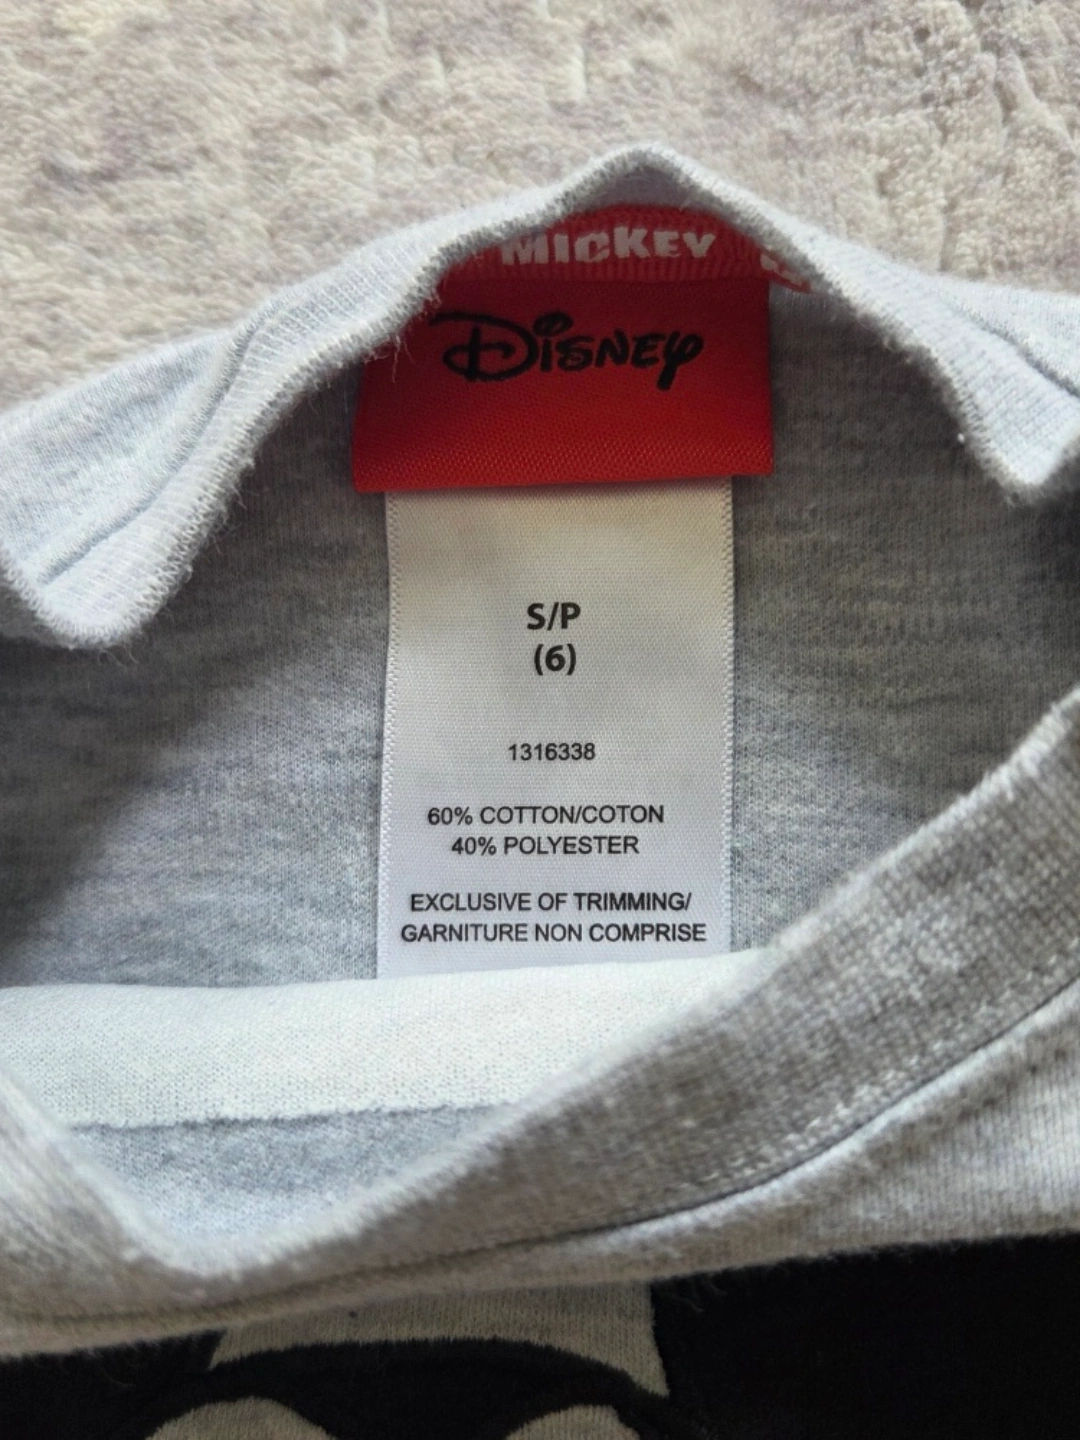 MICKEY
Disney
S/P
(6)
1316338
60% COTTON/COTON
40% POLYESTER
EXCLUSIVE OF TRIMMING/
GARNITURE NON COMPRISE